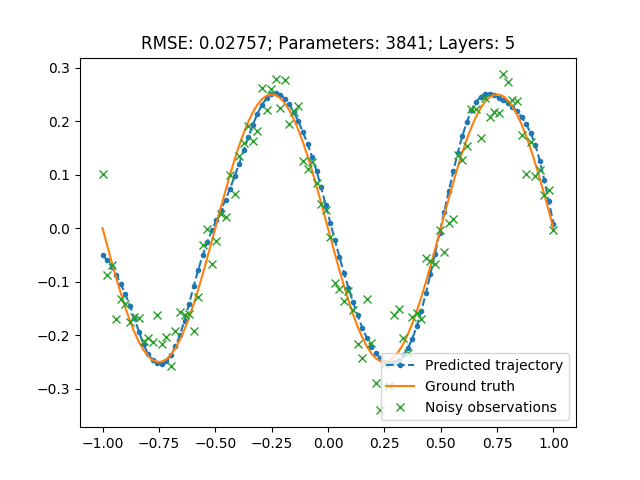 RMSE: 0.02757; Parameters: 3841; Layers: 5
0.3
0.2
0.1
0.0
−0.1
−0.2
−0.3
Predicted trajectory
Ground truth
Noisy observations
−1.00 −0.75 −0.50 −0.25 0.00 0.25 0.50 0.75 1.00